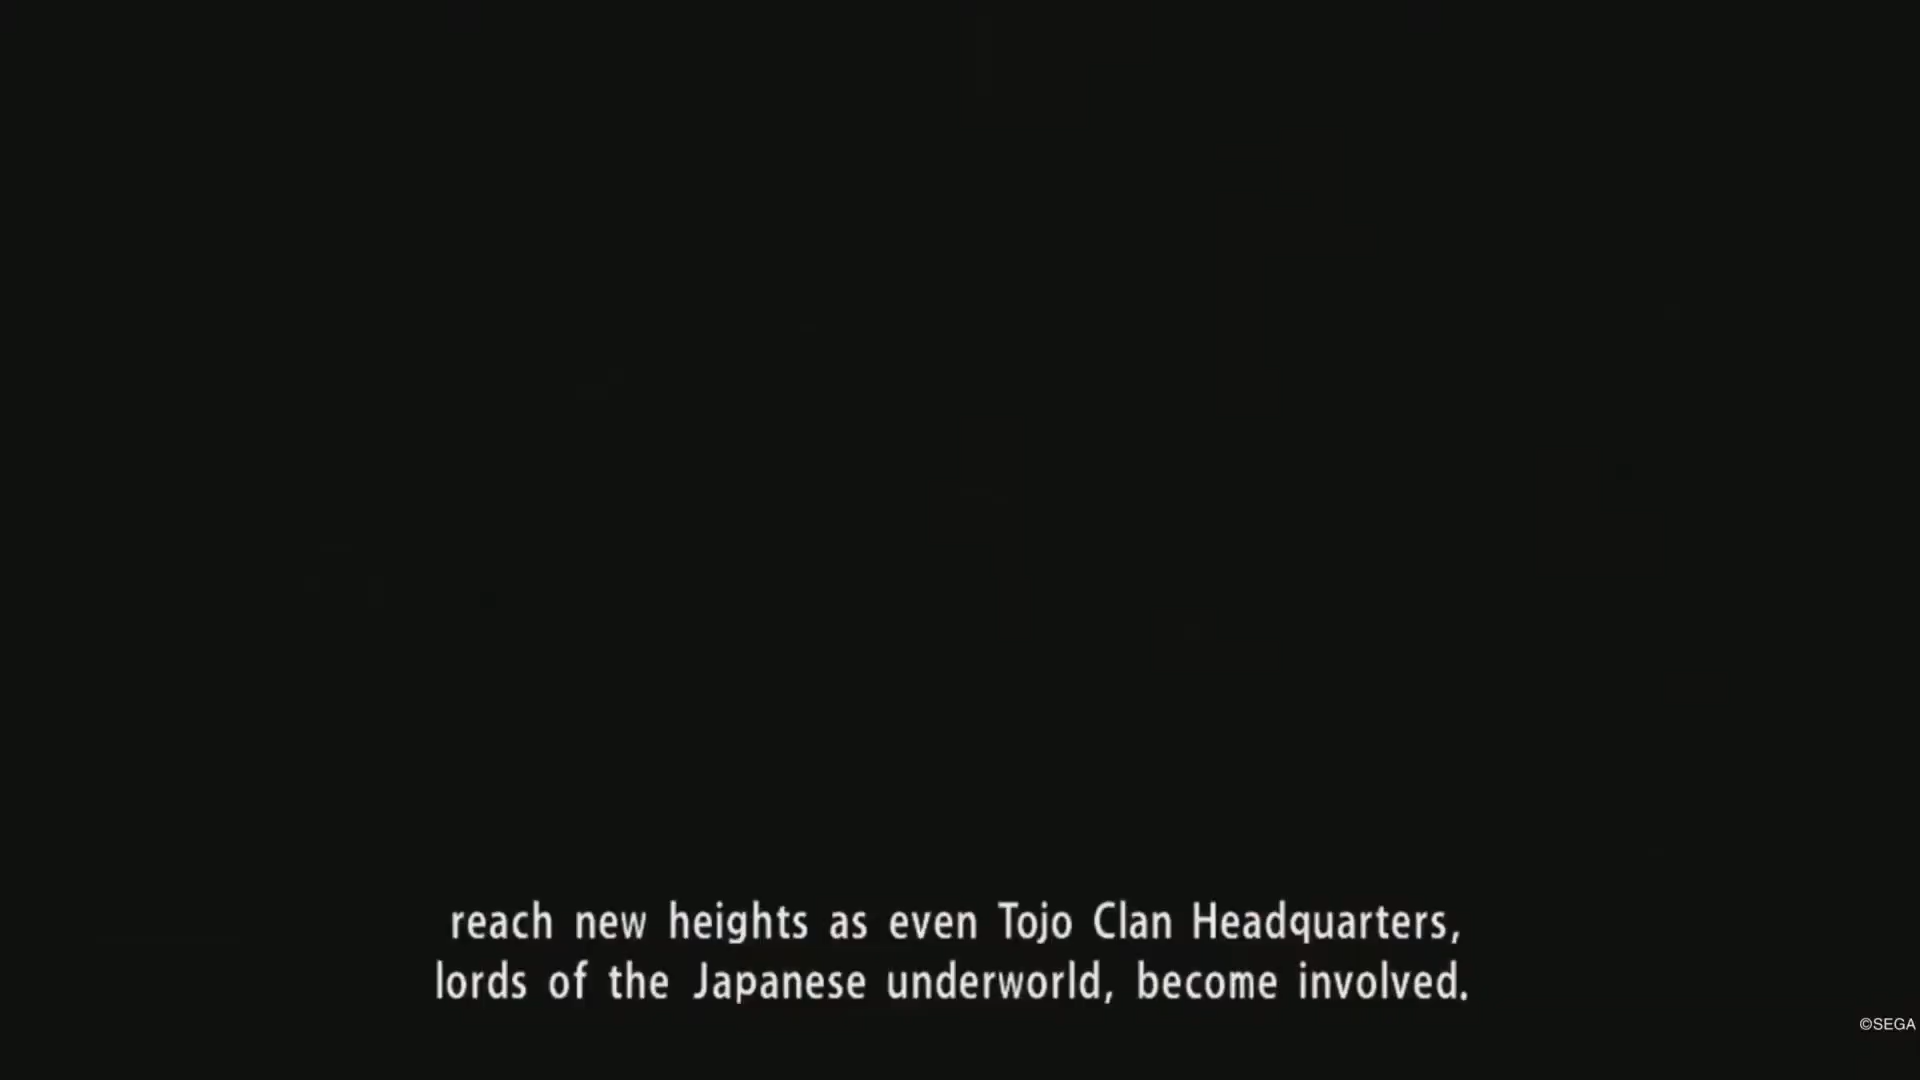 reach new heights as even Tojo Clan Headquarters,
lords of the Japanese underworld, become involved.
©SEGA